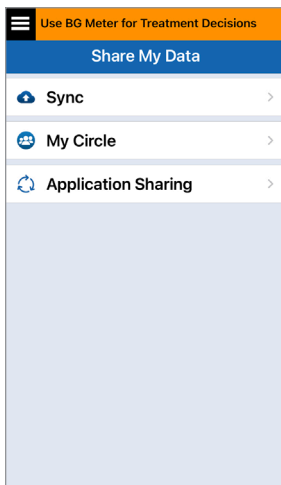 Use BG Meter for Treatment Decisions
Share My Data
Sync
My Circle
Application Sharing